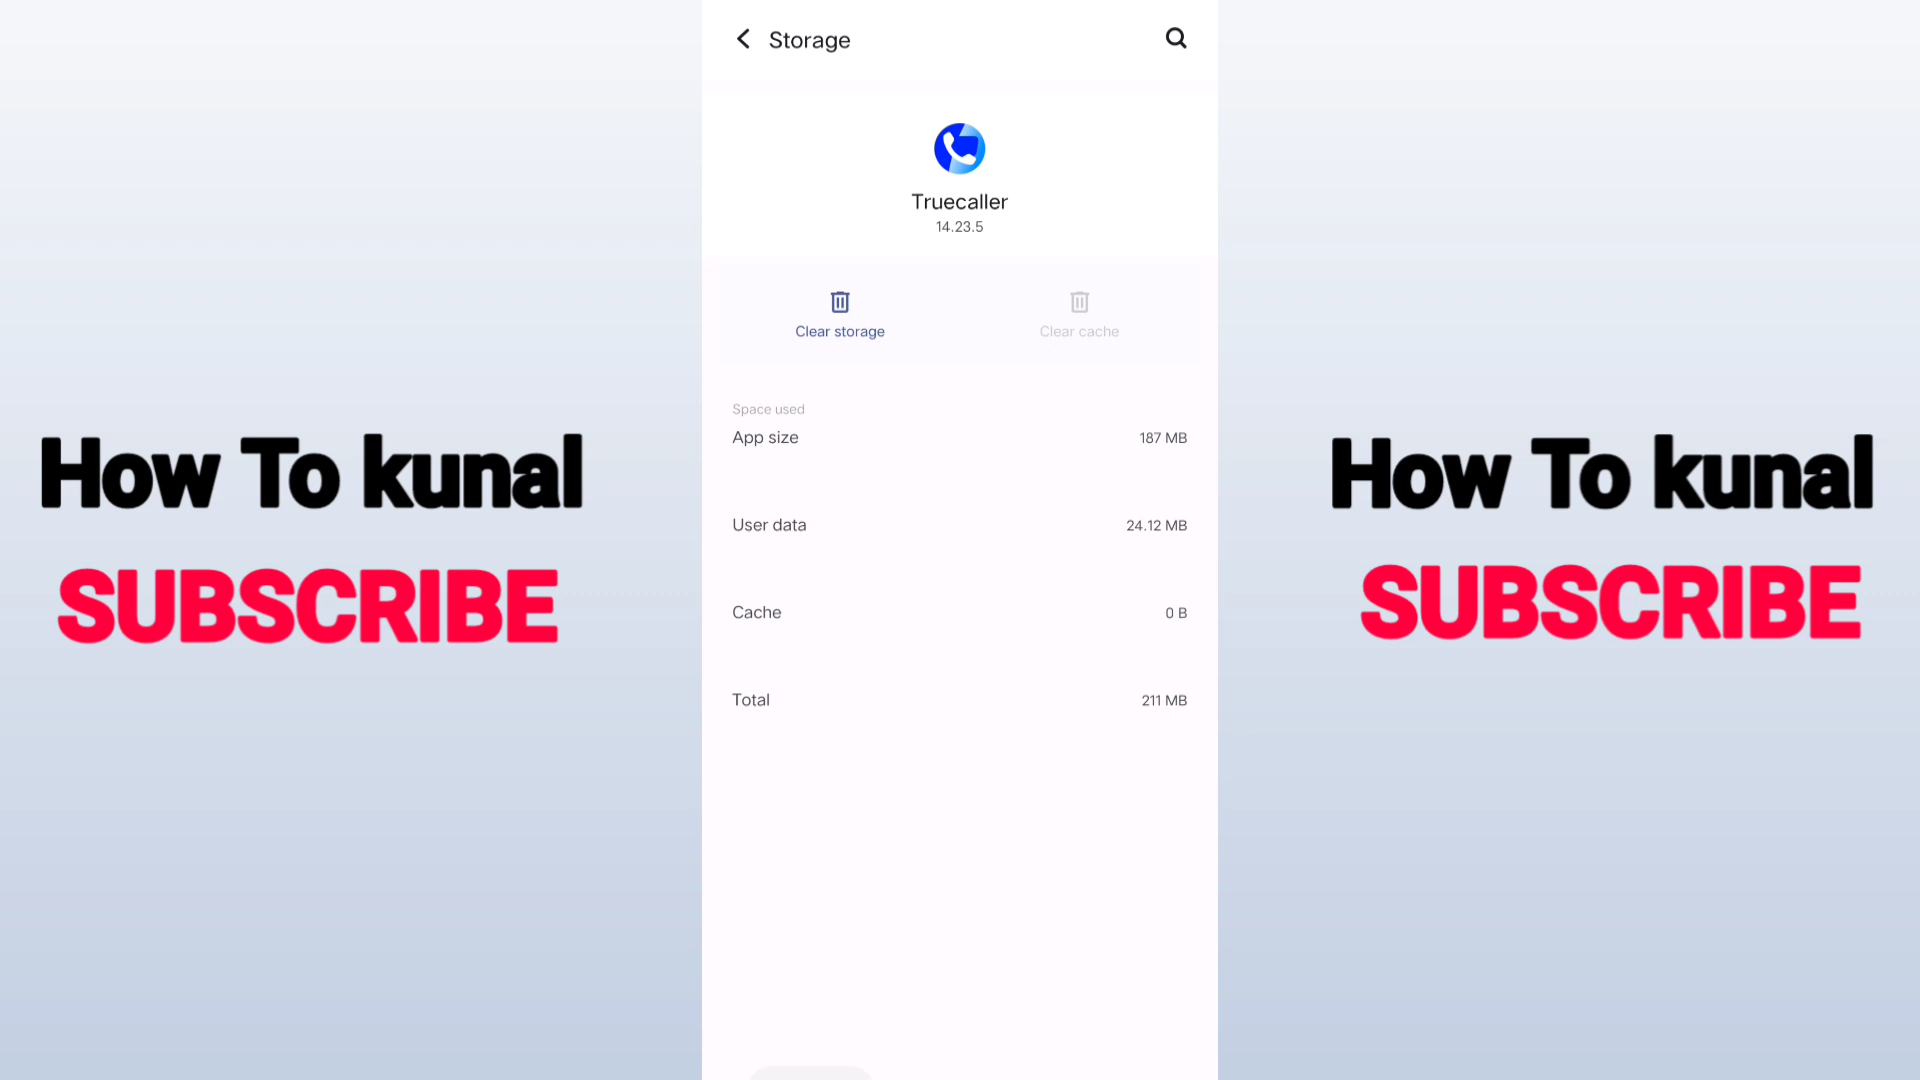 Storage
Truecaller
14.23.5
Clear storage
Clear cache
Space used
App size 187 MB
User data 24.12 MB
Cache 0 B
Total 211 MB
How To kunal
SUBSCRIBE
How To kunal
SUBSCRIBE